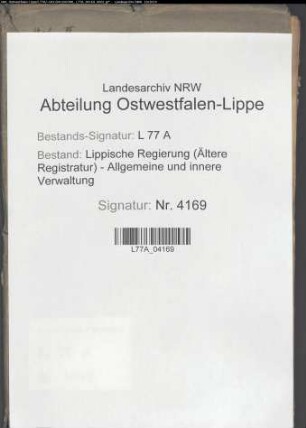 Landesarchiv NRW
Abteilung Ostwestfalen-Lippe
Bestands-Signatur: L 77 A
Bestand: Lippische Regierung (Ältere
Registratur) - Allgemeine und innere
Verwaltung
Signatur: Nr. 4169
L77A_04169